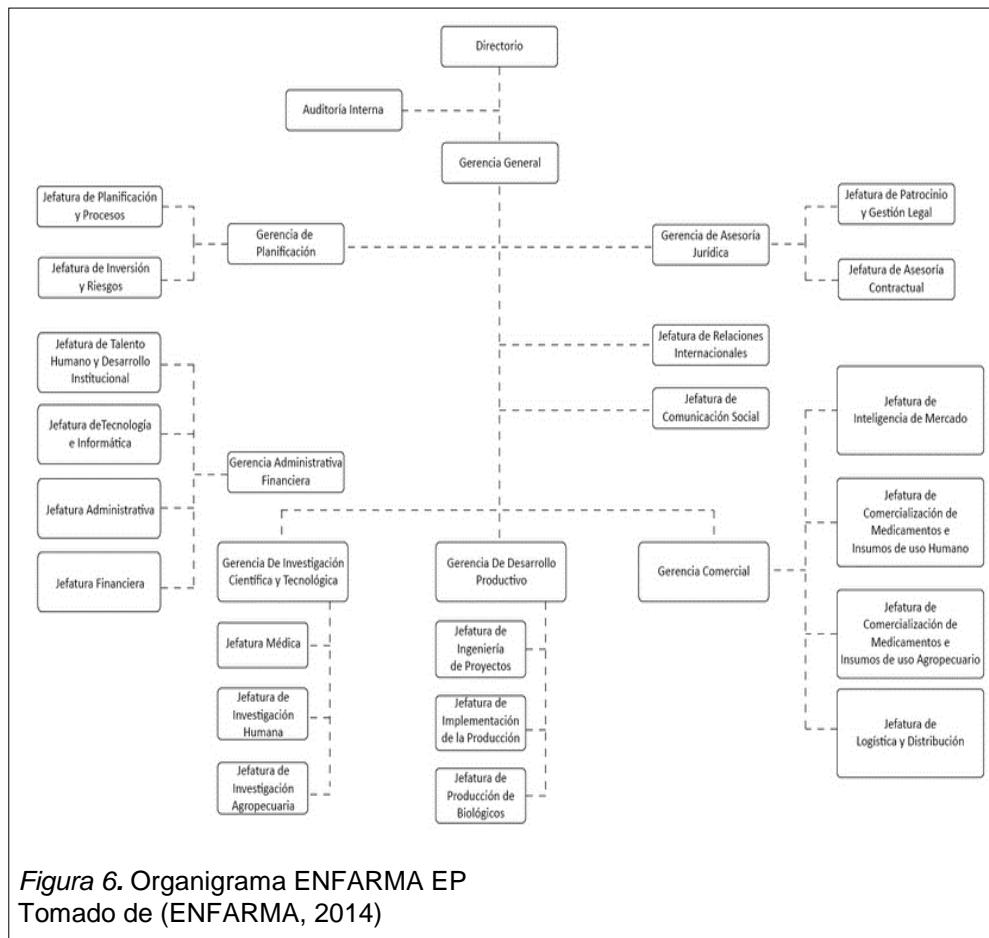 Directorio
Auditoría Interna
Gerencia General
Jefatura de Planificación
y Procesos
Gerencia de
Planificación
Jefatura de Inversión
y Riesgos
Gerencia de Asesoría
Jurídica
Jefatura de Patrocinio
y Gestión Legal
Jefatura de Asesoría
Contractual
Jefatura de Relaciones
Internacionales
Jefatura de
Comunicación Social
Jefatura de Talento
Humano y Desarrollo
Institucional
Jefatura deTecnología
e Informática
Gerencia Administrativa
Financiera
Jefatura Administrativa
Jefatura Financiera
Gerencia De Investigación
Científica y Tecnológica
Jefatura Médica
Jefatura de
Investigación
Humana
Jefatura de
Investigación
Agropecuaria
Gerencia De Desarrollo
Productivo
Jefatura de
Ingeniería
de Proyectos
Jefatura de
Implementación
de la Producción
Jefatura de
Producción de
Biológicos
Gerencia Comercial
Jefatura de
Inteligencia de Mercado
Jefatura de
Comercialización de
Medicamentos e
Insumos de uso Humano
Jefatura de
Comercialización de
Medicamentos e
Insumos de uso Agropecuario
Jefatura de
Logística y Distribución
Figura 6. Organigrama ENFARMA EP
Tomado de (ENFARMA, 2014)